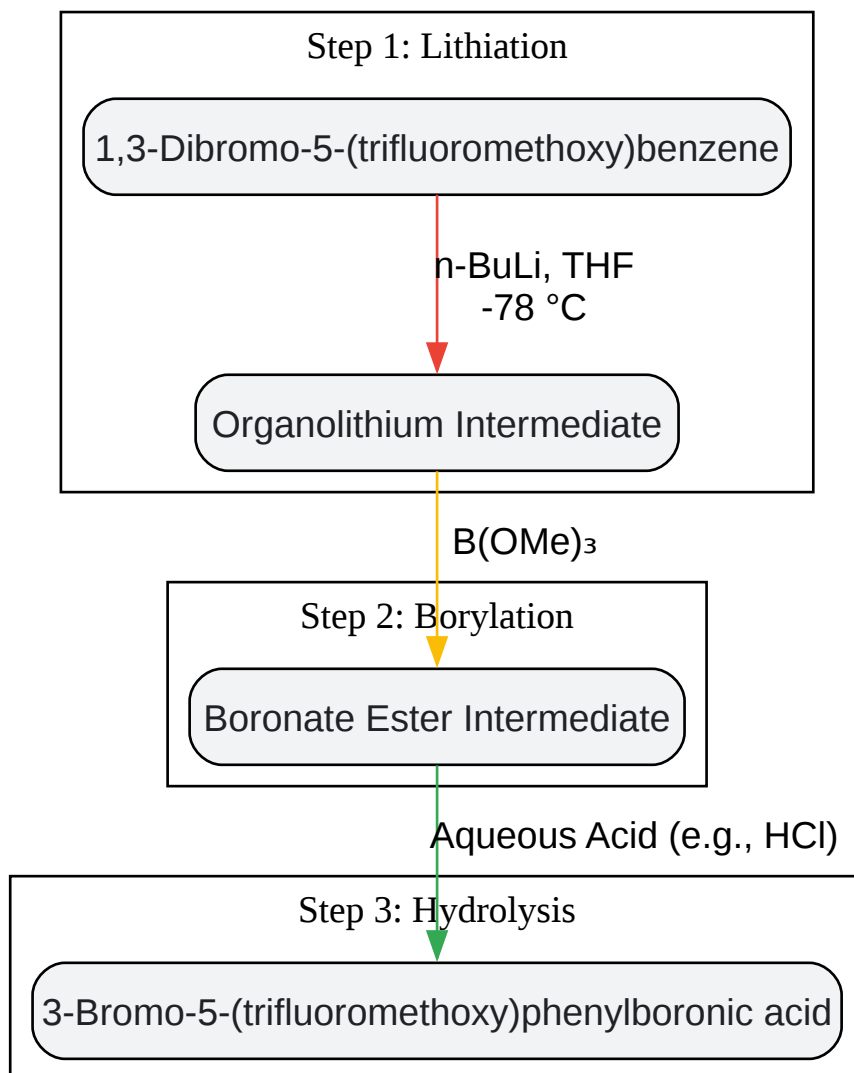 Step 1: Lithiation
1,3-Dibromo-5-(trifluoromethoxy)benzene
n-BuLi, THF
-78 °C
Organolithium Intermediate
B(OMe)₃
Step 2: Borylation
Boronate Ester Intermediate
Aqueous Acid (e.g., HCl)
Step 3: Hydrolysis
3-Bromo-5-(trifluoromethoxy)phenylboronic acid